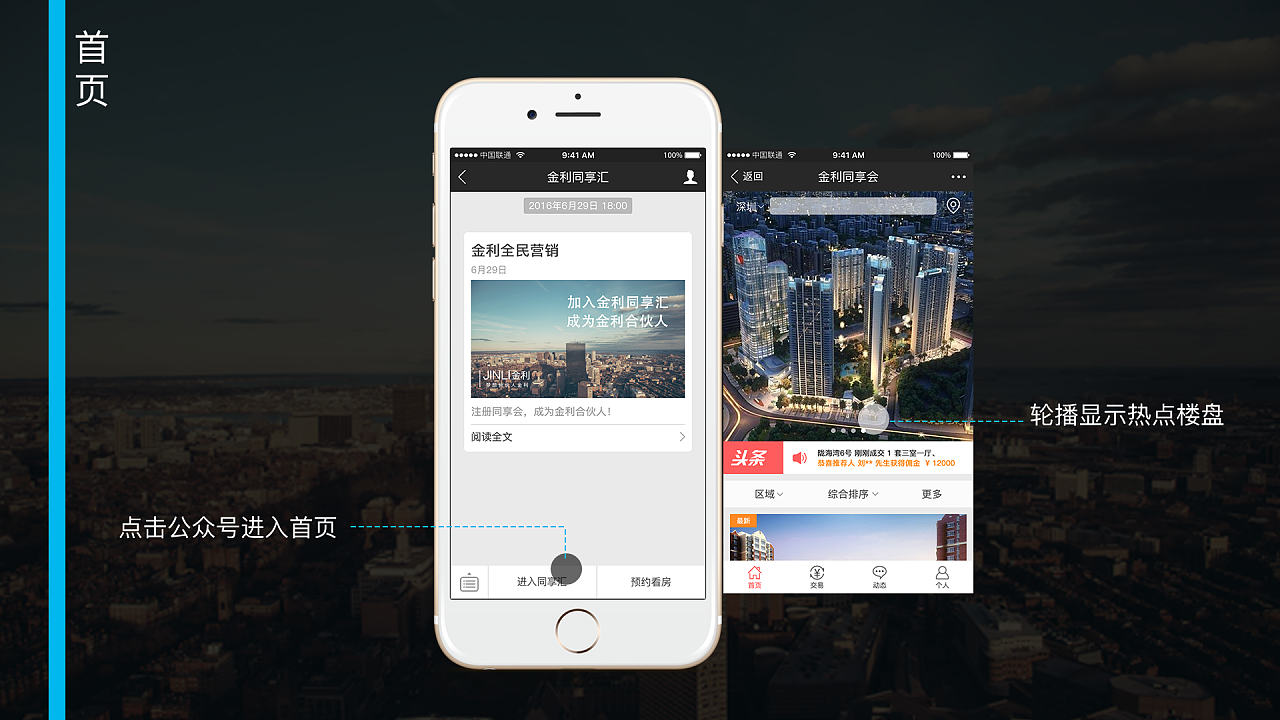 首
页
中国联通
9:41 AM
100%
金利同享汇
2016年6月29日 18:00
金利全民营销
6月29日
加入金利同享汇
成为金利合伙人
JINLI金利
注册同享会，成为金利合伙人！
阅读全文
进入同享汇
预约看房
点击公众号进入首页
中国联通
9:41 AM
100%
返回
金利同享会
深圳
轮播显示热点楼盘
头条
陇海湾6号 刚刚成交 1 套三室一厅、
恭喜推荐人 刘** 先生获得佣金 ￥12000
区域
综合排序
更多
最新
首页
交易
动态
个人